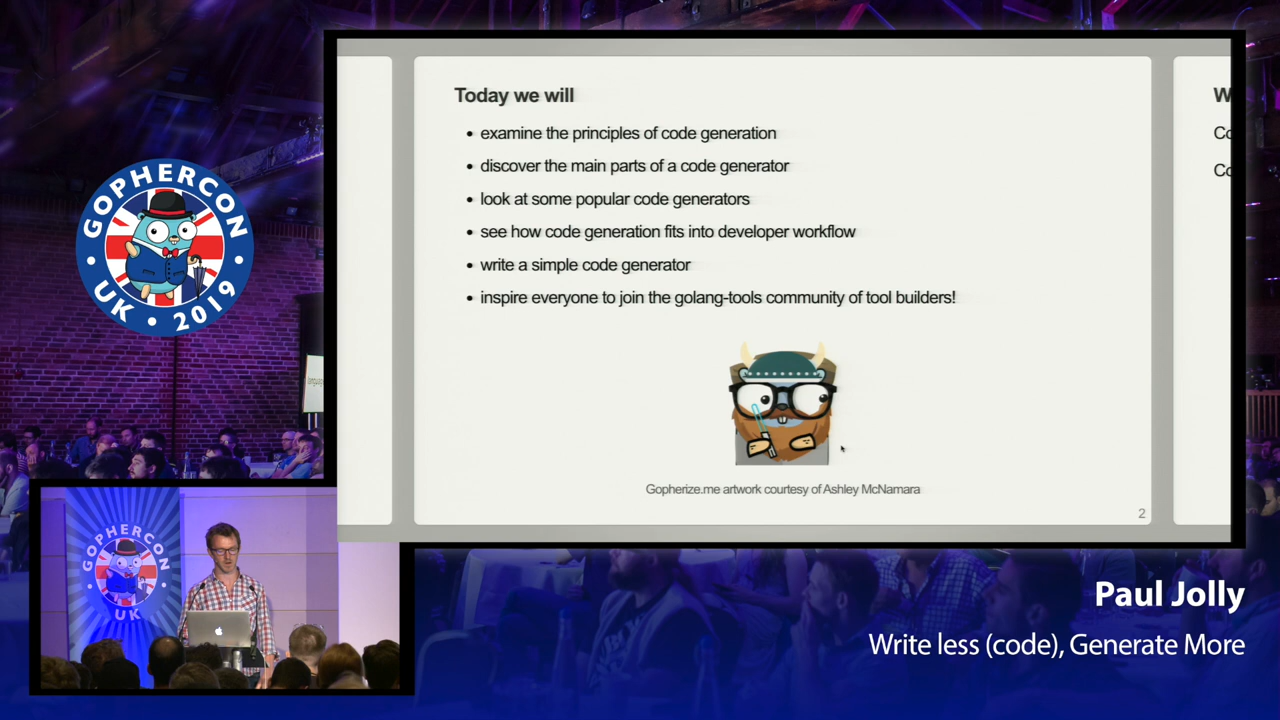 GOPHERCON
UK • 2019
Today we will
• examine the principles of code generation
• discover the main parts of a code generator
• look at some popular code generators
• see how code generation fits into developer workflow
• write a simple code generator
• inspire everyone to join the golang-tools community of tool builders!
Gopherize.me artwork courtesy of Ashley McNamara
2
GOPHERCON
UK
Paul Jolly
Write less (code), Generate More